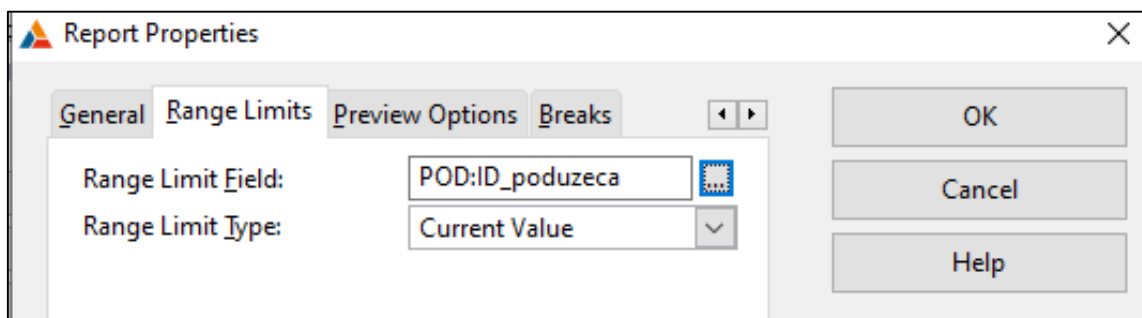 Report Properties
General Range Limits Preview Options Breaks
OK
Range Limit Field: POD:ID_poduzeca ...
Cancel
Range Limit Type: Current Value
Help